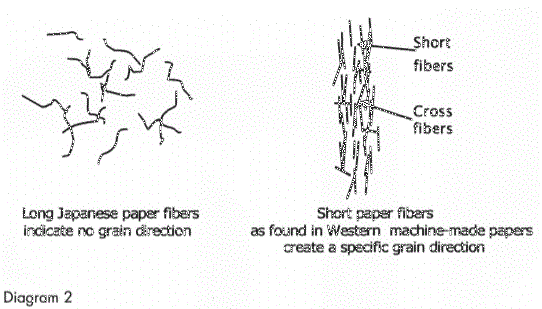 Short
fibers
Cross
fibers
Long Japanese paper fibers
indicate no grain direction
Short paper fibers
as found in Western machine-made papers
create a specific grain direction
Diagram 2